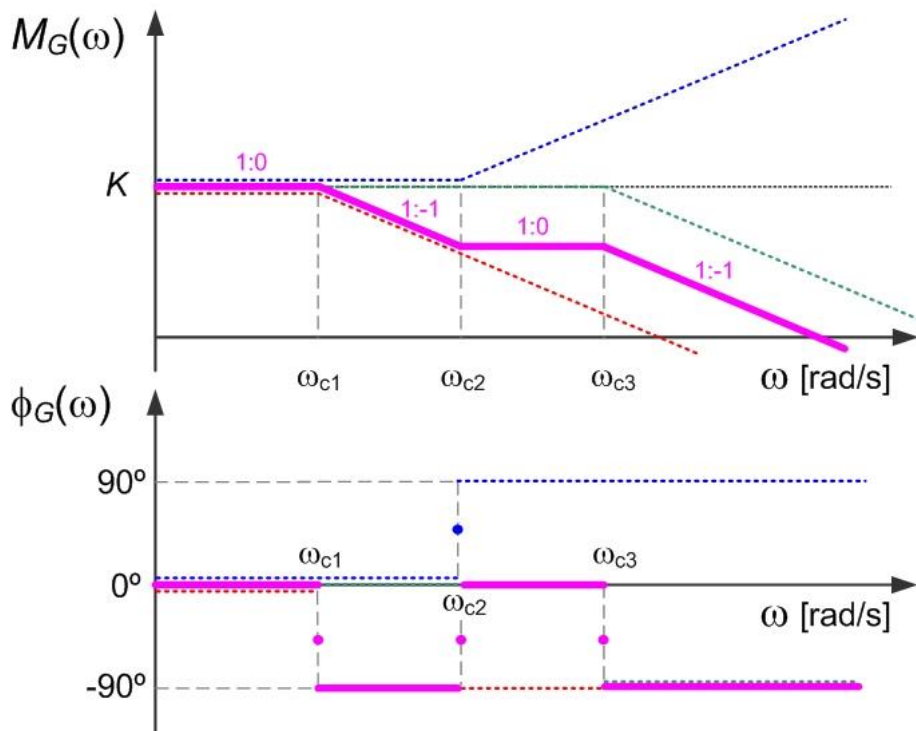 M_G(ω)
1:0
K
1:-1
1:0
1:-1
ω_c1
ω_c2
ω_c3
ω [rad/s]
ϕ_G(ω)
90º
ω_c1
ω_c3
0º
ω_c2
ω [rad/s]
-90º